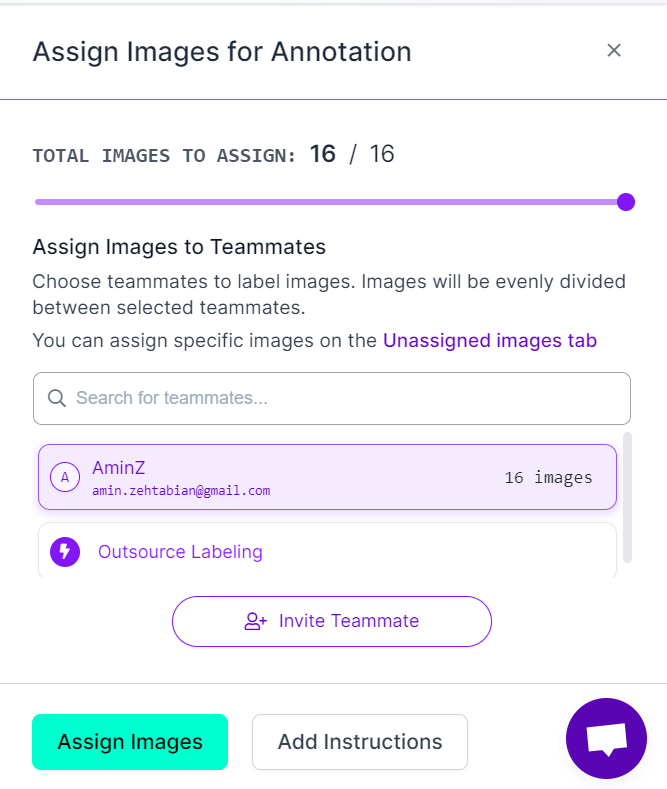 Assign Images for Annotation
TOTAL IMAGES TO ASSIGN: 16 / 16
Assign Images to Teammates
Choose teammates to label images. Images will be evenly divided
between selected teammates.
You can assign specific images on the Unassigned images tab
Search for teammates...
A
AminZ
amin.zehtabian@gmail.com
16 images
Outsource Labeling
Invite Teammate
Assign Images
Add Instructions